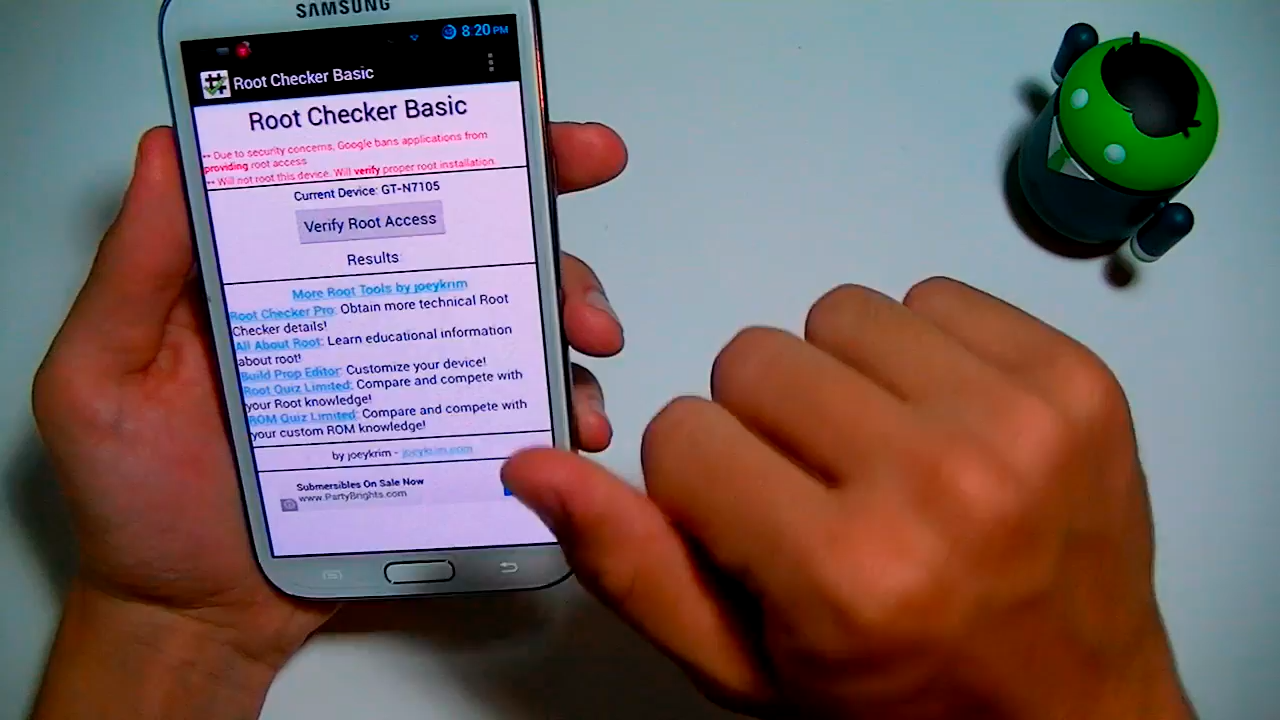 SAMSUNG
8:20 PM
Root Checker Basic
Root Checker Basic
** Due to security concerns, Google bans applications from
providing root access
** Will not root this device. Will verify proper root installation.
Current Device: GT-N7105
Verify Root Access
Results:
More Root Tools by joeykrim
Root Checker Pro: Obtain more technical Root
Checker details!
All About Root: Learn educational information
about root!
Build Prop Editor: Customize your device!
Root Quiz Limited: Compare and compete with
your Root knowledge!
ROM Quiz Limited: Compare and compete with
your custom ROM knowledge!
by joeykrim - joeykrim.com
Submersibles On Sale Now
www.PartyBrights.com